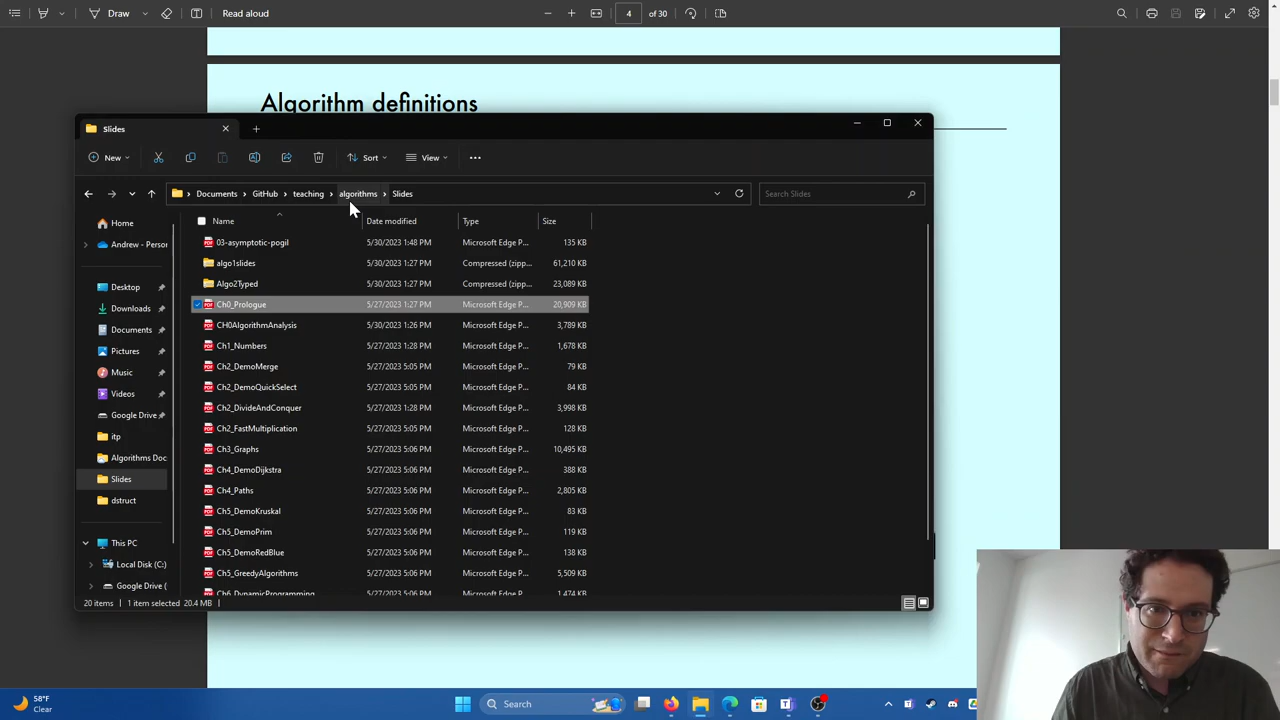 Draw
Read aloud
4 of 30
Algorithm definitions
Slides
New
Sort
View
Documents > GitHub > teaching > algorithms > Slides
Search Slides
Name Date modified Type Size
03-asymptotic-pogil 5/30/2023 1:48 PM Microsoft Edge P... 135 KB
algo1slides 5/30/2023 1:27 PM Compressed (zipp... 61,210 KB
Algo2Typed 5/30/2023 1:27 PM Compressed (zipp... 23,089 KB
Ch0_Prologue 5/27/2023 1:27 PM Microsoft Edge P... 20,909 KB
CH0AlgorithmAnalysis 5/30/2023 1:26 PM Microsoft Edge P... 3,789 KB
Ch1_Numbers 5/27/2023 1:28 PM Microsoft Edge P... 1,678 KB
Ch2_DemoMerge 5/27/2023 5:05 PM Microsoft Edge P... 79 KB
Ch2_DemoQuickSelect 5/27/2023 5:05 PM Microsoft Edge P... 84 KB
Ch2_DivideAndConquer 5/27/2023 1:28 PM Microsoft Edge P... 3,998 KB
Ch2_FastMultiplication 5/27/2023 5:05 PM Microsoft Edge P... 128 KB
Ch3_Graphs 5/27/2023 5:06 PM Microsoft Edge P... 10,495 KB
Ch4_DemoDijkstra 5/27/2023 5:06 PM Microsoft Edge P... 388 KB
Ch4_Paths 5/27/2023 5:06 PM Microsoft Edge P... 2,805 KB
Ch5_DemoKruskal 5/27/2023 5:06 PM Microsoft Edge P... 83 KB
Ch5_DemoPrim 5/27/2023 5:06 PM Microsoft Edge P... 119 KB
Ch5_DemoRedBlue 5/27/2023 5:06 PM Microsoft Edge P... 138 KB
Ch5_GreedyAlgorithms 5/27/2023 5:06 PM Microsoft Edge P... 5,509 KB
Ch6_DynamicProgramming 5/27/2023 5:06 PM Microsoft Edge P... 1,474 KB
Home
Andrew - Perso
Desktop
Downloads
Documents
Pictures
Music
Videos
Google Drive
itp
Algorithms Doc
Slides
dstruct
This PC
Local Disk (C:)
Google Drive (
20 items 1 item selected 20.4 MB
58°F
Clear
Search